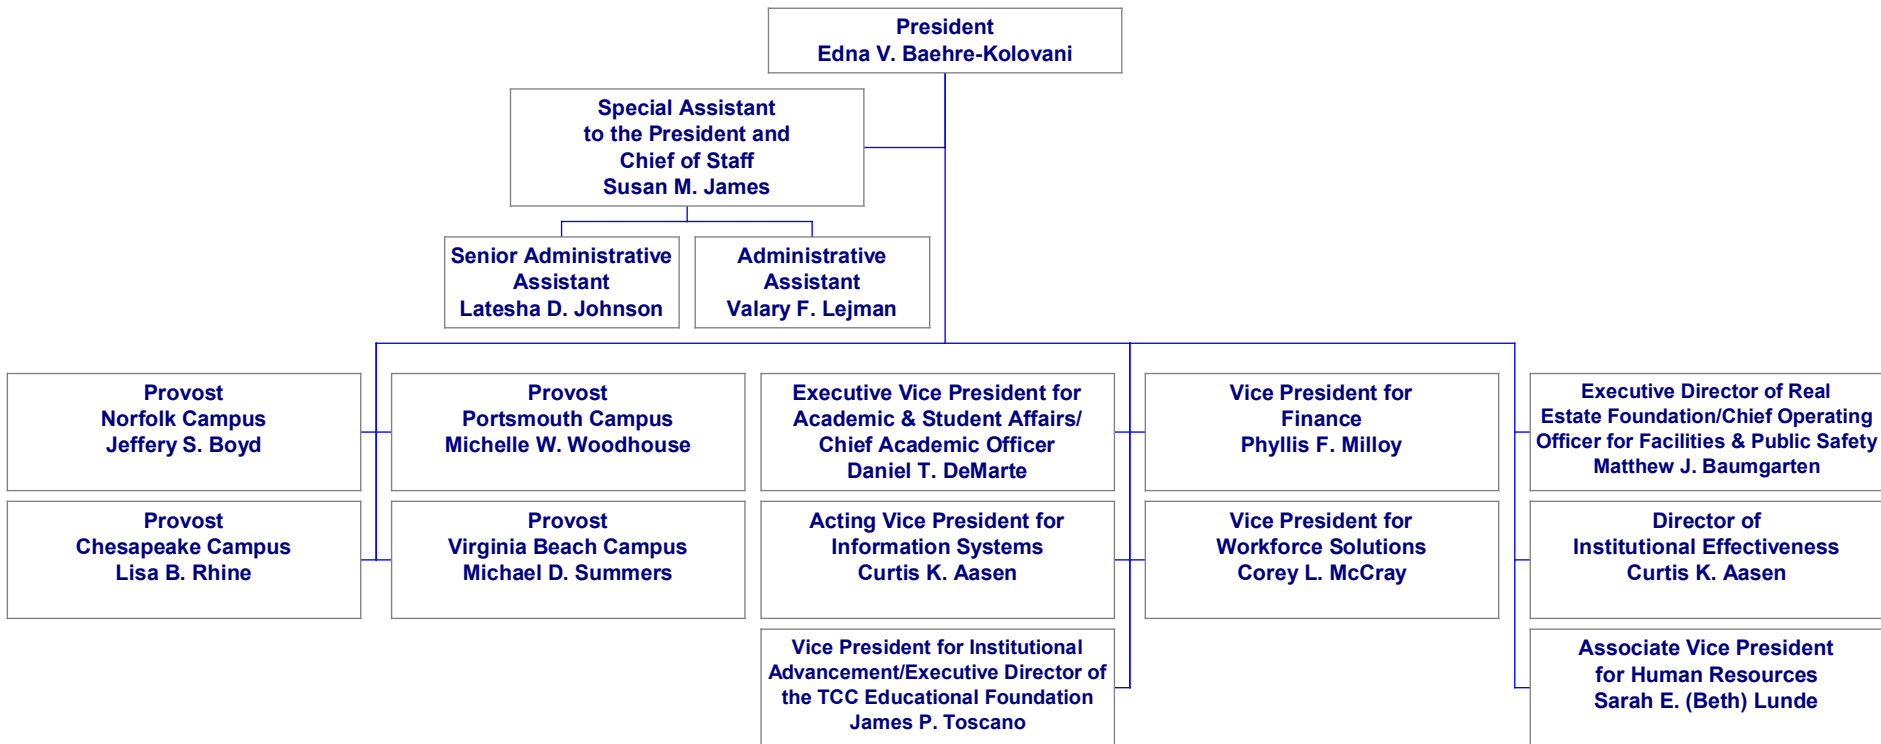 President
Edna V. Baehre-Kolovani
Special Assistant
to the President and
Chief of Staff
Susan M. James
Senior Administrative
Assistant
Latesha D. Johnson
Administrative
Assistant
Valary F. Lejman
Provost
Norfolk Campus
Jeffery S. Boyd
Provost
Portsmouth Campus
Michelle W. Woodhouse
Executive Vice President for
Academic & Student Affairs/
Chief Academic Officer
Daniel T. DeMarte
Vice President for
Finance
Phyllis F. Milloy
Executive Director of Real
Estate Foundation/Chief Operating
Officer for Facilities & Public Safety
Matthew J. Baumgarten
Provost
Chesapeake Campus
Lisa B. Rhine
Provost
Virginia Beach Campus
Michael D. Summers
Acting Vice President for
Information Systems
Curtis K. Aasen
Vice President for
Workforce Solutions
Corey L. McCray
Director of
Institutional Effectiveness
Curtis K. Aasen
Vice President for Institutional
Advancement/Executive Director of
the TCC Educational Foundation
James P. Toscano
Associate Vice President
for Human Resources
Sarah E. (Beth) Lunde